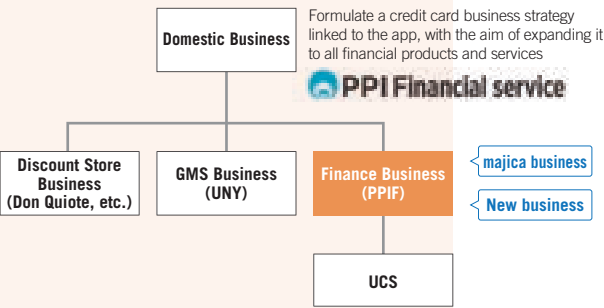 Domestic Business
Formulate a credit card business strategy
linked to the app, with the aim of expanding it
to all financial products and services
PPI Financial service
Discount Store
Business
(Don Quiote, etc.)
GMS Business
(UNY)
Finance Business
(PPIF)
majica business
New business
UCS